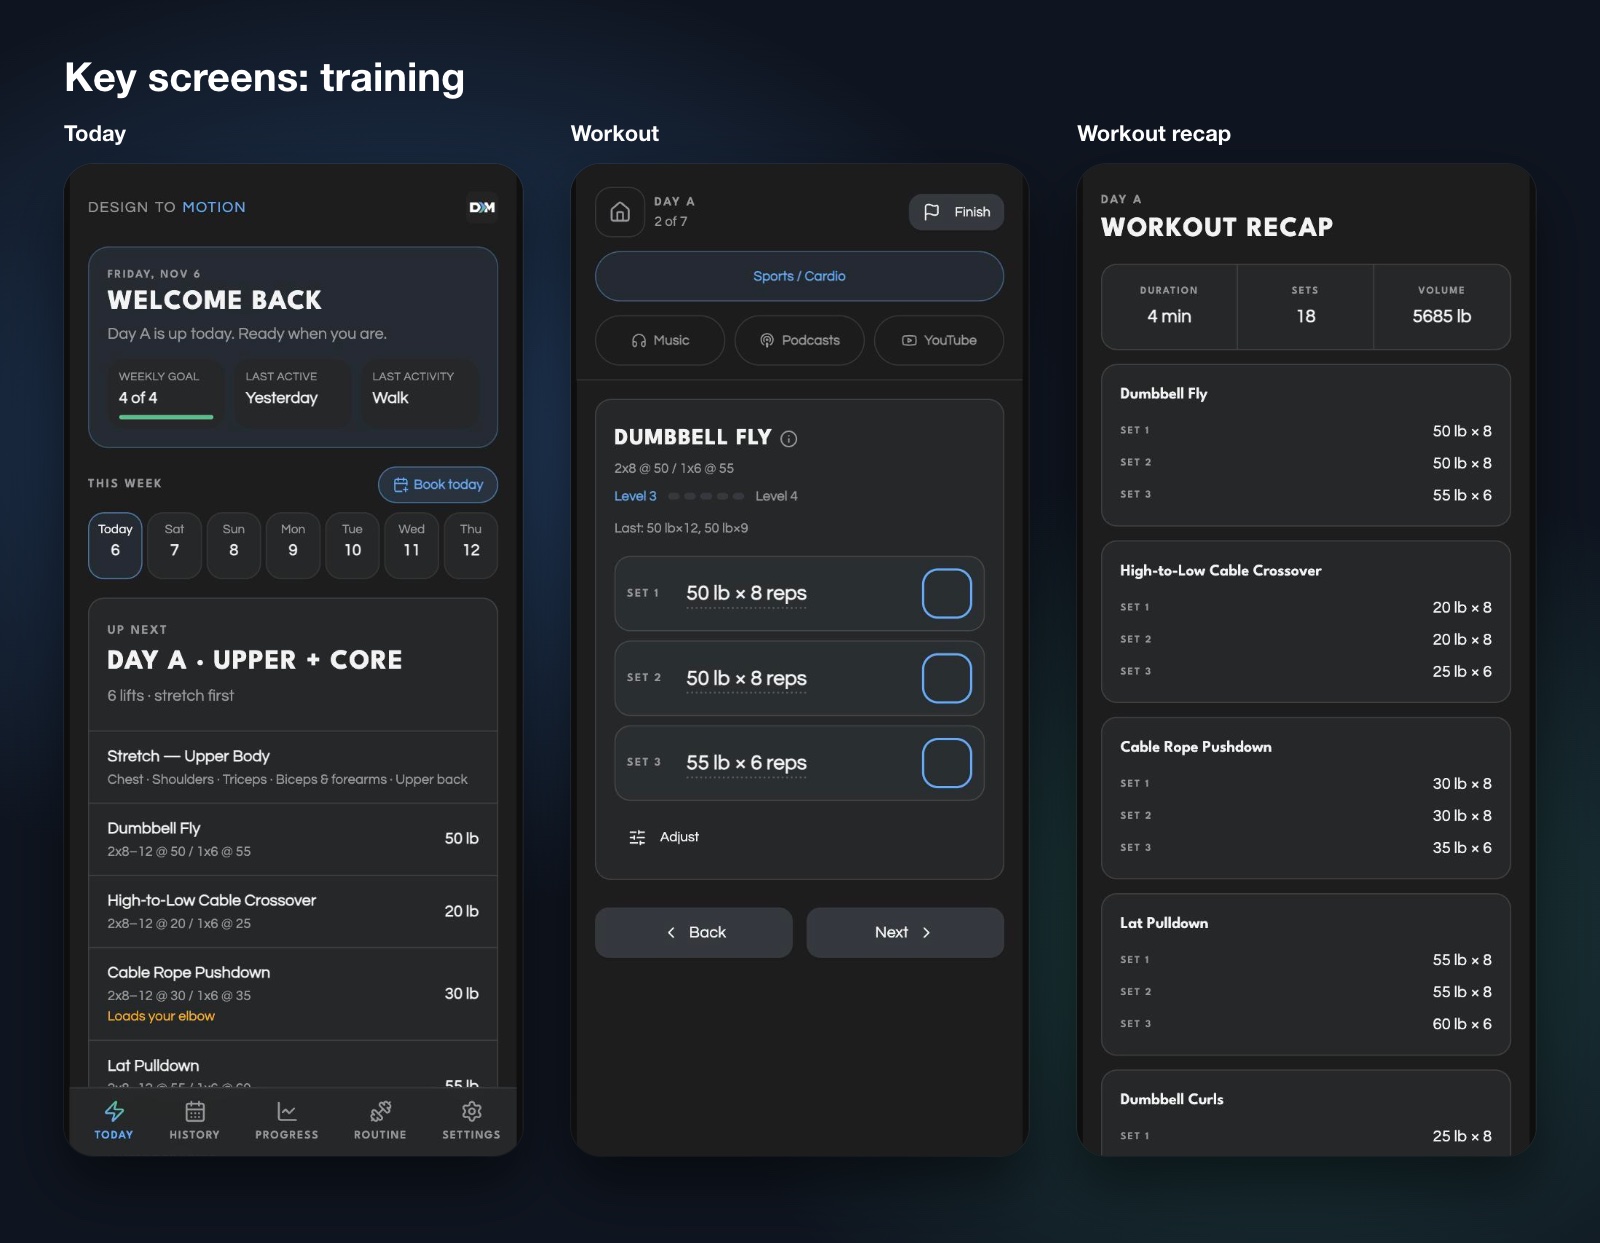 Key screens: training
Today
DESIGN TO MOTION
D M
FRIDAY, NOV 6
WELCOME BACK
Day A is up today. Ready when you are.
WEEKLY GOAL
4 of 4
LAST ACTIVE
Yesterday
LAST ACTIVITY
Walk
THIS WEEK
Book today
Today
6
Sat
7
Sun
8
Mon
9
Tue
10
Wed
11
Thu
12
UP NEXT
DAY A · UPPER + CORE
6 lifts · stretch first
Stretch — Upper Body
Chest · Shoulders · Triceps · Biceps & forearms · Upper back
Dumbbell Fly
2x8–12 @ 50 / 1x6 @ 55
50 lb
High-to-Low Cable Crossover
2x8–12 @ 20 / 1x6 @ 25
20 lb
Cable Rope Pushdown
2x8–12 @ 30 / 1x6 @ 35
Loads your elbow
30 lb
Lat Pulldown
2x8–12 @ 55 / 1x6 @ 60
55 lb
TODAY
HISTORY
PROGRESS
ROUTINE
SETTINGS
Workout
DAY A
2 of 7
Finish
Sports / Cardio
Music
Podcasts
YouTube
DUMBBELL FLY
2x8 @ 50 / 1x6 @ 55
Level 3
Level 4
Last: 50 lb×12, 50 lb×9
SET 1
50 lb × 8 reps
SET 2
50 lb × 8 reps
SET 3
55 lb × 6 reps
Adjust
Back
Next
Workout recap
DAY A
WORKOUT RECAP
DURATION
4 min
SETS
18
VOLUME
5685 lb
Dumbbell Fly
SET 1 50 lb × 8
SET 2 50 lb × 8
SET 3 55 lb × 6
High-to-Low Cable Crossover
SET 1 20 lb × 8
SET 2 20 lb × 8
SET 3 25 lb × 6
Cable Rope Pushdown
SET 1 30 lb × 8
SET 2 30 lb × 8
SET 3 35 lb × 6
Lat Pulldown
SET 1 55 lb × 8
SET 2 55 lb × 8
SET 3 60 lb × 6
Dumbbell Curls
SET 1 25 lb × 8